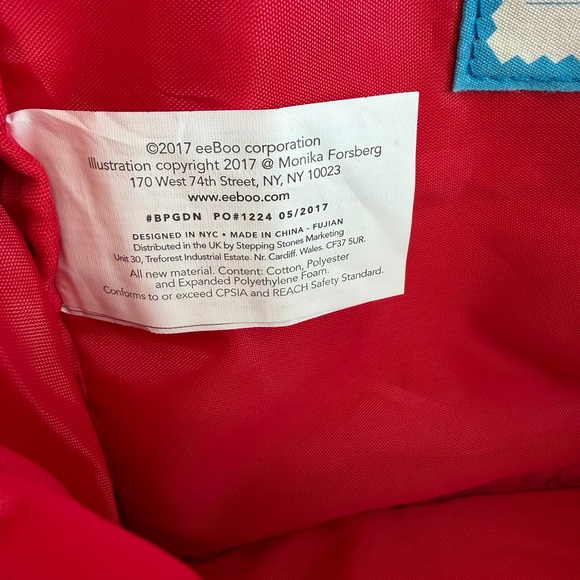 ©2017 eeBoo corporation
Illustration copyright 2017 @ Monika Forsberg
170 West 74th Street, NY, NY 10023
www.eeboo.com
#BPGDN PO#1224 05/2017
DESIGNED IN NYC • MADE IN CHINA - FUJIAN
Distributed in the UK by Stepping Stones Marketing
Unit 30, Treforest Industrial Estate. Nr. Cardiff. Wales. CF37 5UR.
All new material. Content: Cotton, Polyester
and Expanded Polyethylene Foam.
Conforms to or exceed CPSIA and REACH Safety Standard.